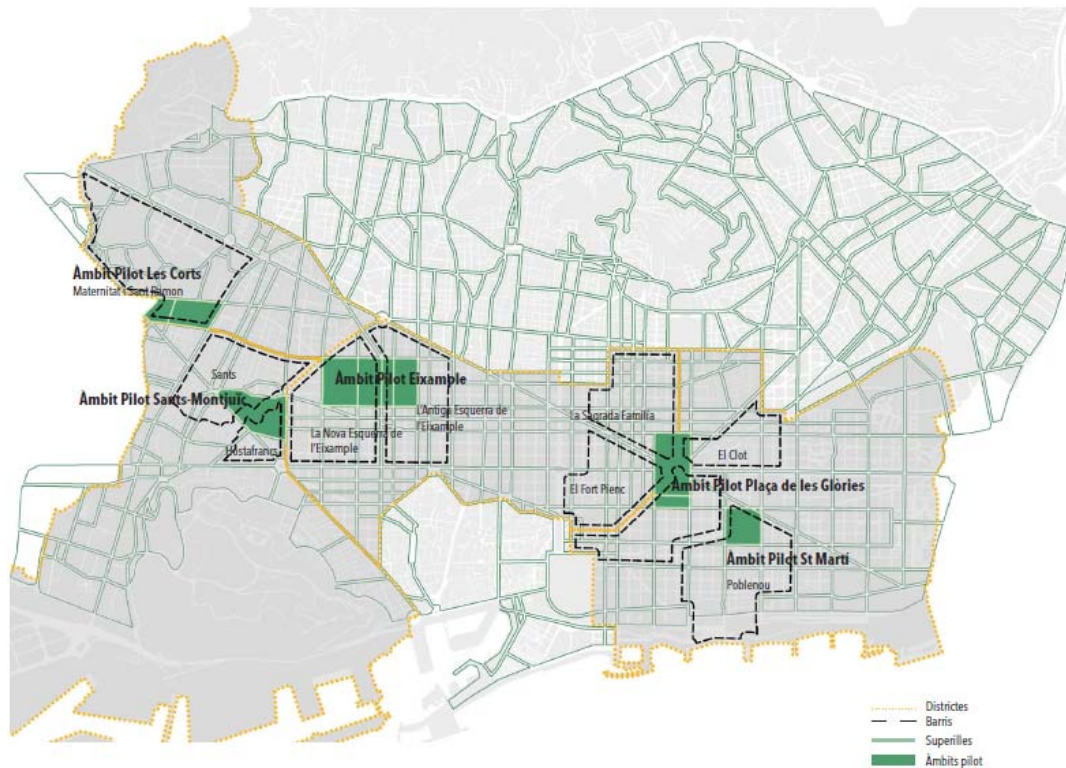 Àmbit Pilot Les Corts
Maternitat i Sant Ramon
Sants
Àmbit Pilot Sants-Montjuïc
Hostafrancs
Àmbit Pilot Eixample
L'Antiga Esquerra de
l'Eixample
La Nova Esquerra de
l'Eixample
La Sagrada Família
El Clot
El Fort Pienc
Àmbit Pilot Plaça de les Glòries
Àmbit Pilot St Martí
Poblenou
Districtes
Barris
Superilles
Àmbits pilot